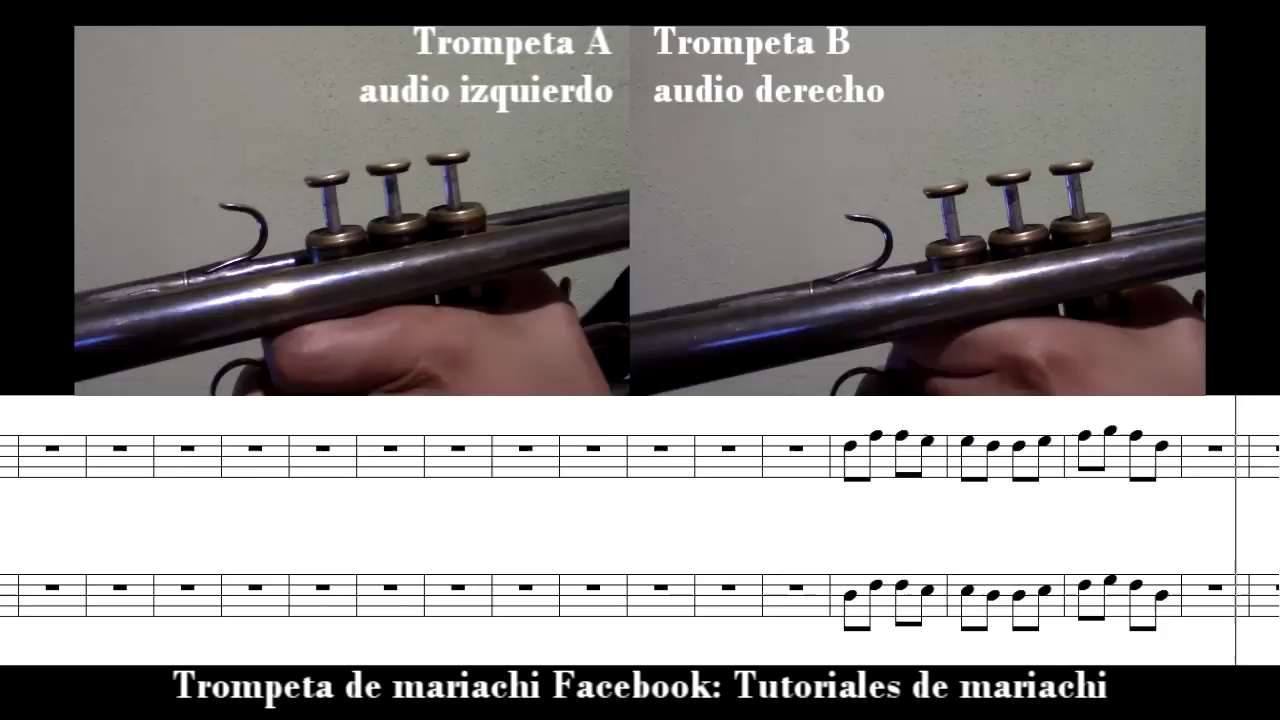 Trompeta A
audio izquierdo
Trompeta B
audio derecho
Trompeta de mariachi Facebook: Tutoriales de mariachi